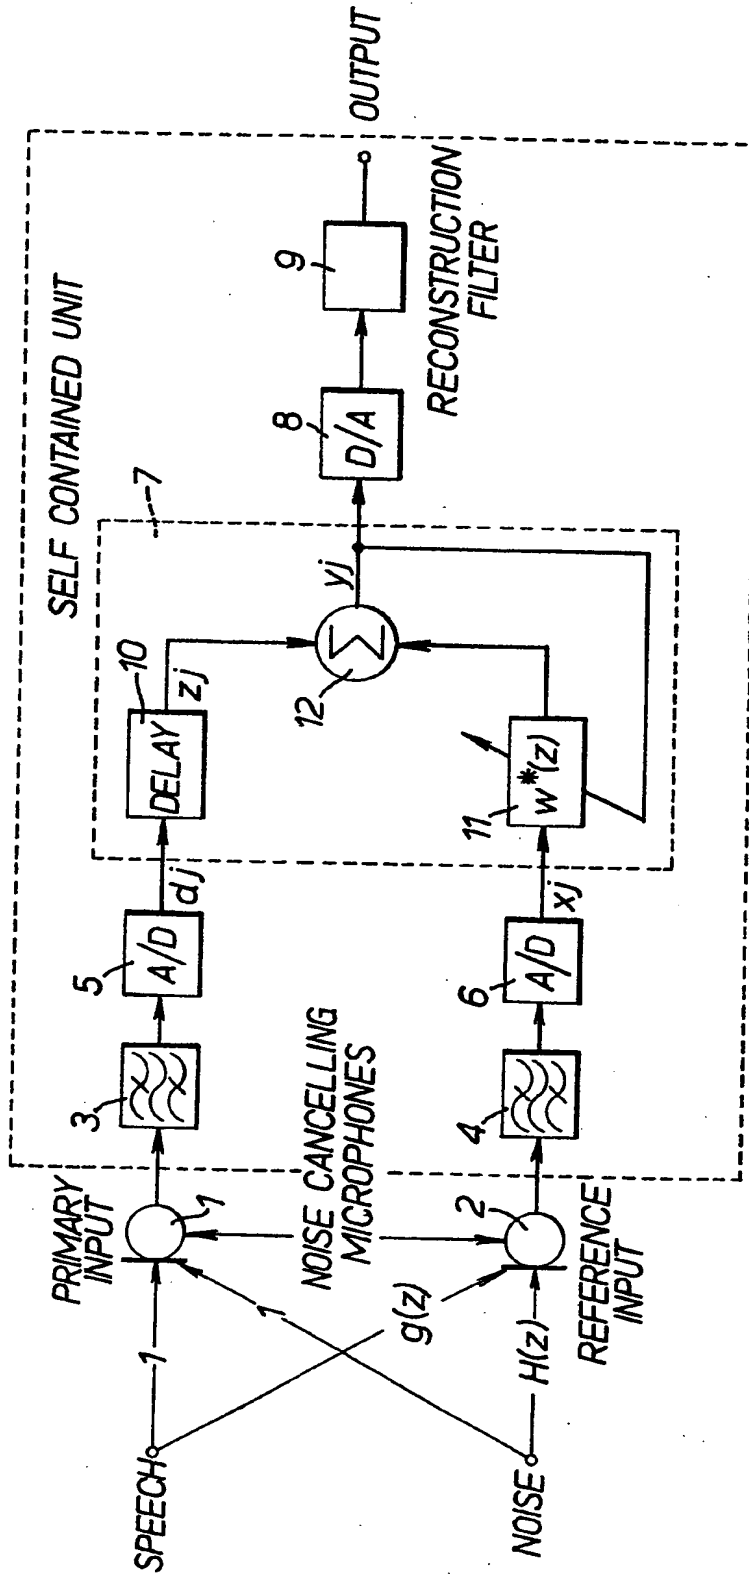 SELF CONTAINED UNIT
PRIMARY
INPUT
SPEECH
1
1
3
5
A/D
dj
DELAY
10
zj
7
1
g(z)
NOISE CANCELLING
MICROPHONES
12
Σ
yj
8
D/A
9
OUTPUT
RECONSTRUCTION
FILTER
NOISE
H(z)
2
REFERENCE
INPUT
4
6
A/D
xj
11
W*(z)